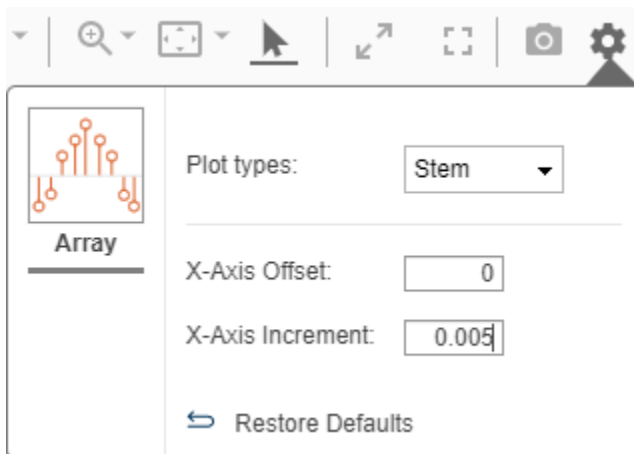 Plot types:
Stem
Array
X-Axis Offset:
0
X-Axis Increment:
0.005
Restore Defaults